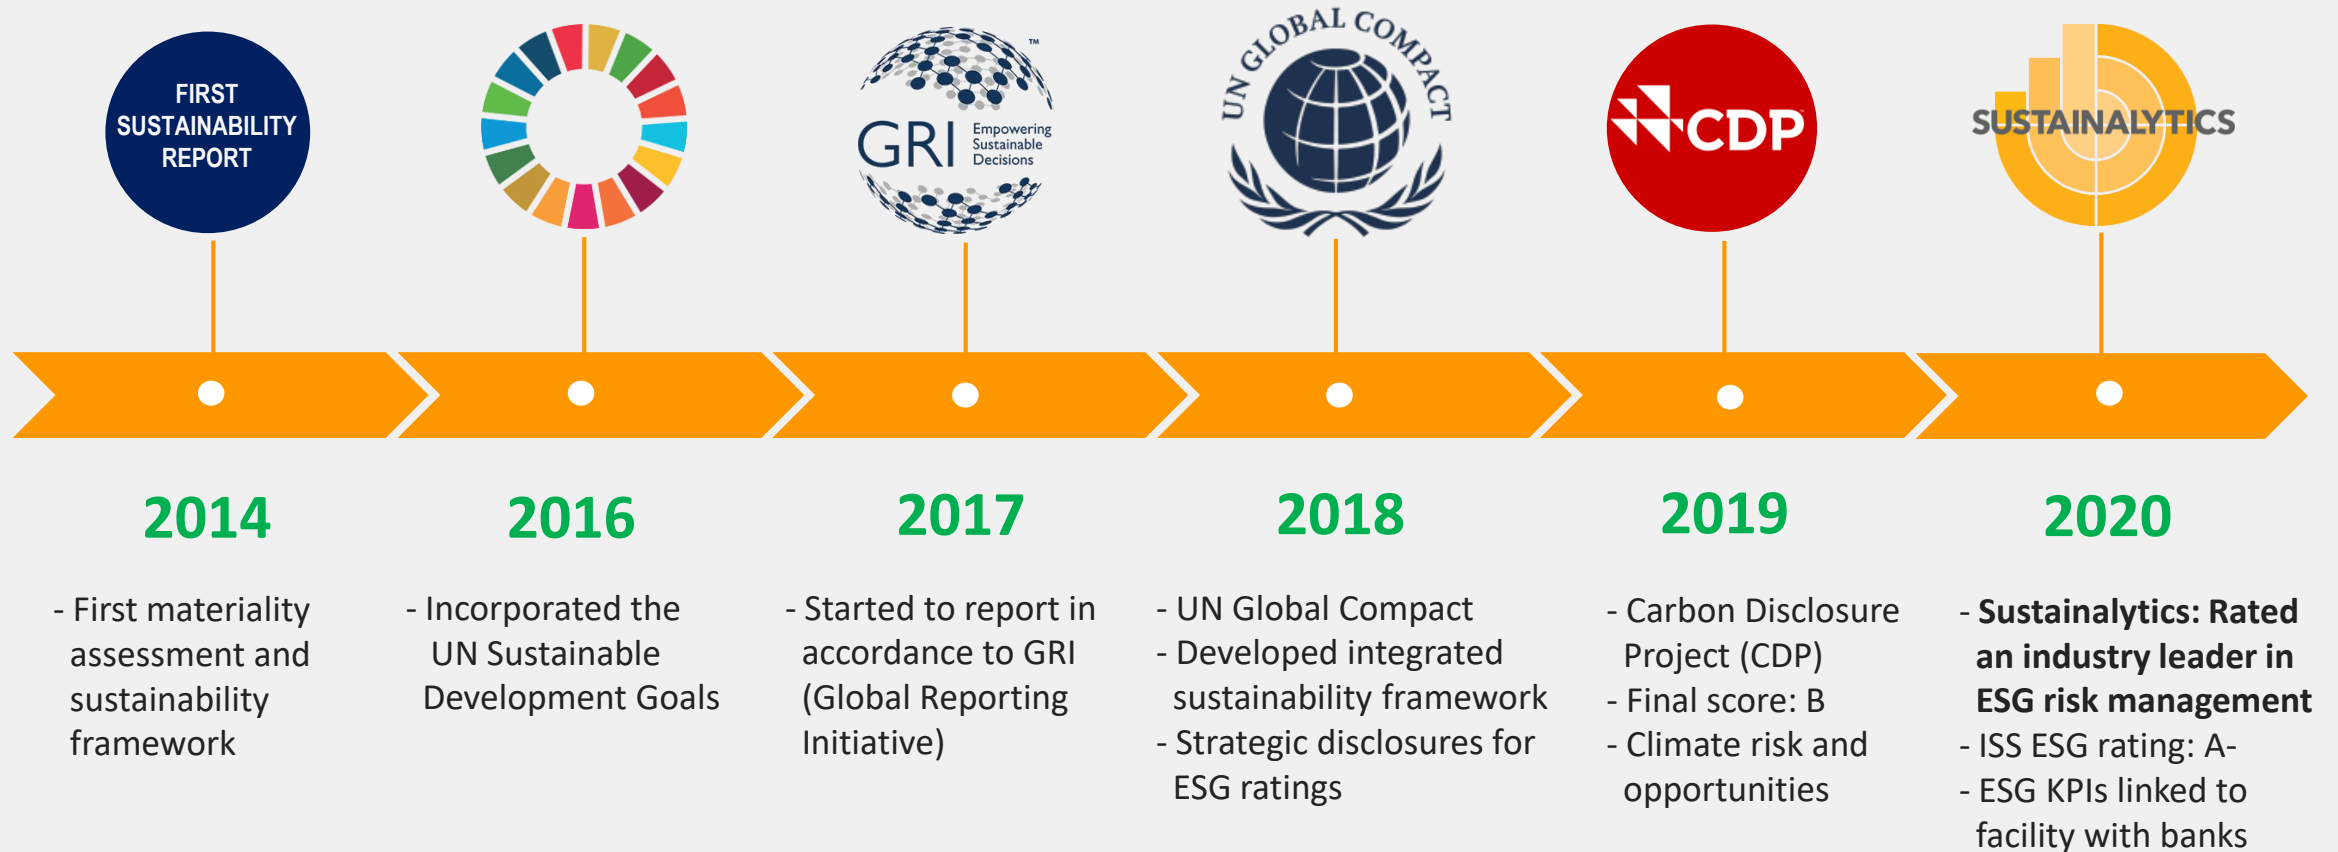 FIRST
SUSTAINABILITY
REPORT
GRI
Empowering
Sustainable
Decisions
™
UN GLOBAL COMPACT
CDP
SUSTAINALYTICS
2014
- First materiality
assessment and
sustainability
framework
2016
- Incorporated the
UN Sustainable
Development Goals
2017
- Started to report in
accordance to GRI
(Global Reporting
Initiative)
2018
- UN Global Compact
- Developed integrated
sustainability framework
- Strategic disclosures for
ESG ratings
2019
- Carbon Disclosure
Project (CDP)
- Final score: B
- Climate risk and
opportunities
2020
- Sustainalytics: Rated
an industry leader in
ESG risk management
- ISS ESG rating: A-
- ESG KPIs linked to
facility with banks